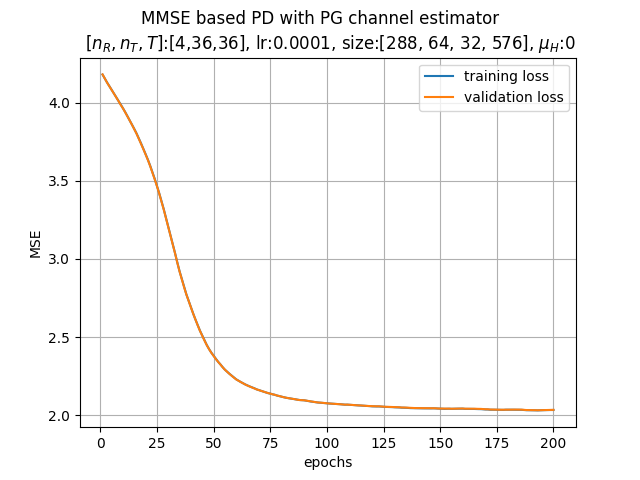 MMSE based PD with PG channel estimator
[n_R, n_T, T]:[4,36,36], lr:0.0001, size:[288, 64, 32, 576], μ_H:0
training loss
validation loss
MSE
4.0
3.5
3.0
2.5
2.0
0 25 50 75 100 125 150 175 200
epochs